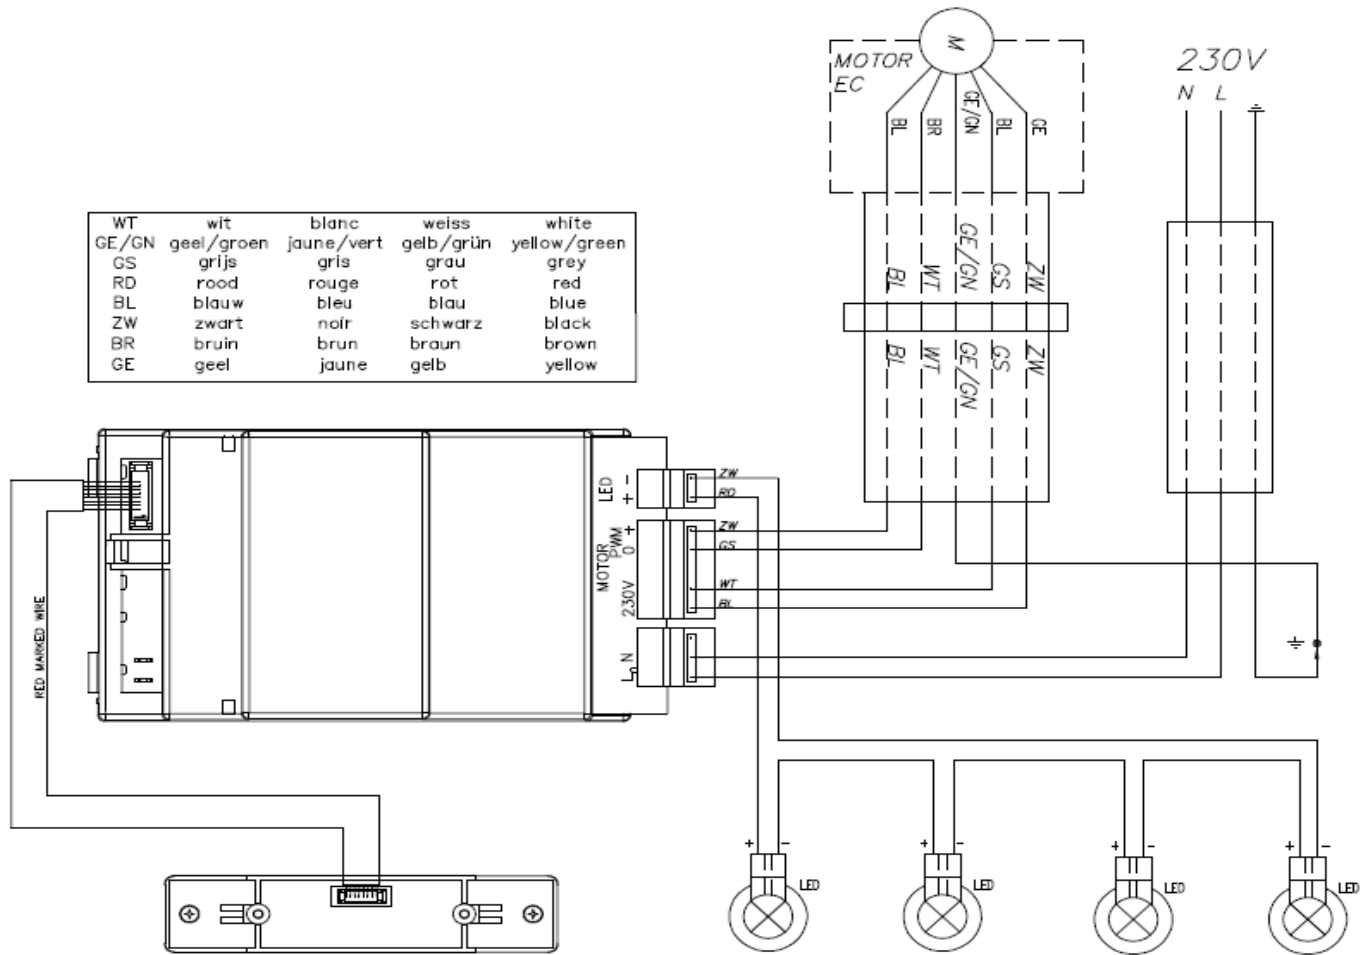 230V
N L
M
MOTOR
EC
BL BR GE/GN BL GE
WT wit blanc weiss white
GE/GN geel/groen jaune/vert gelb/grün yellow/green
GS grijs gris grau grey
RD rood rouge rot red
BL blauw bleu blau blue
ZW zwart noir schwarz black
BR bruin brun braun brown
GE geel jaune gelb yellow
BL WT GE/GN GS ZW
BL WT GE/GN GS ZW
LED + -
ZW
RD
MOTOR
PWM
0 +
230V
ZW
GS
WT
BL
L N
RED MARKED WIRE
+ -
LED
+ -
LED
+ -
LED
+ -
LED